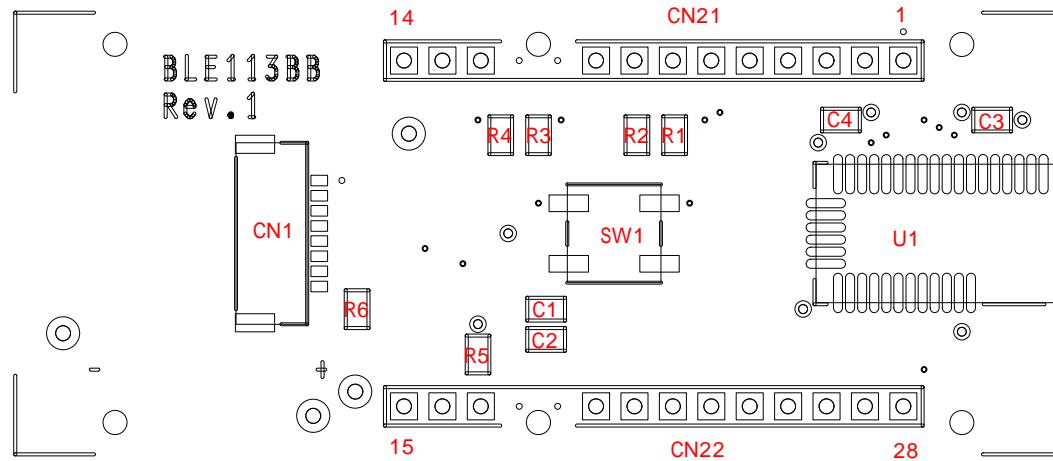 14 CN21 1
BLE113BB
Rev.1
R4 R3 R2 R1 C4 C3
CN1 SW1 U1
R6 C1
C2
R5
- +
15 CN22 28